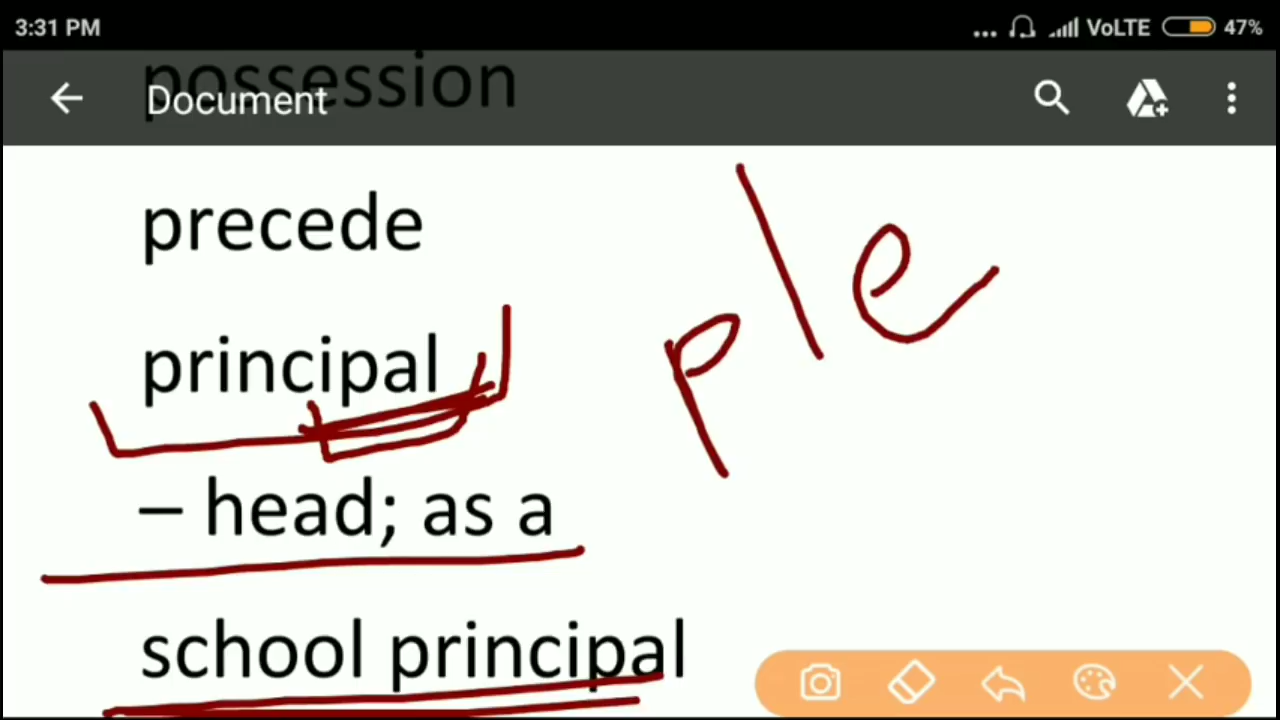 3:31 PM ... VoLTE 47%
possession
Document
precede
principal
ple
– head; as a
school principal